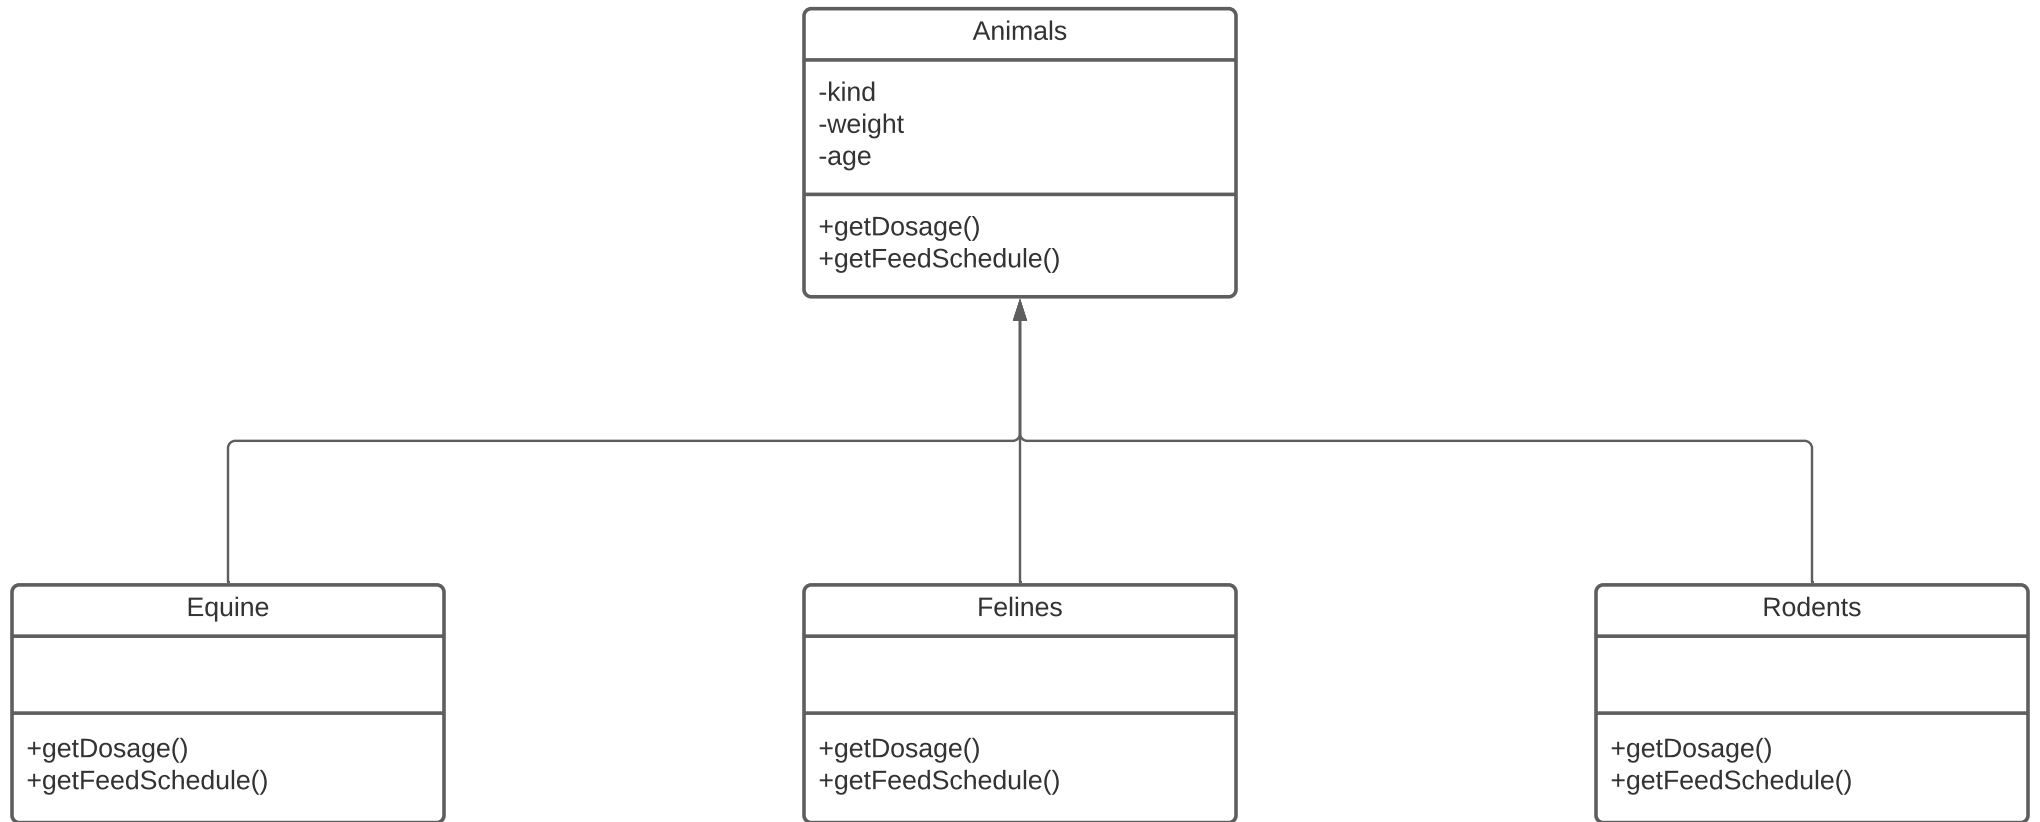 Animals
-kind
-weight
-age
+getDosage()
+getFeedSchedule()
Equine
+getDosage()
+getFeedSchedule()
Felines
+getDosage()
+getFeedSchedule()
Rodents
+getDosage()
+getFeedSchedule()